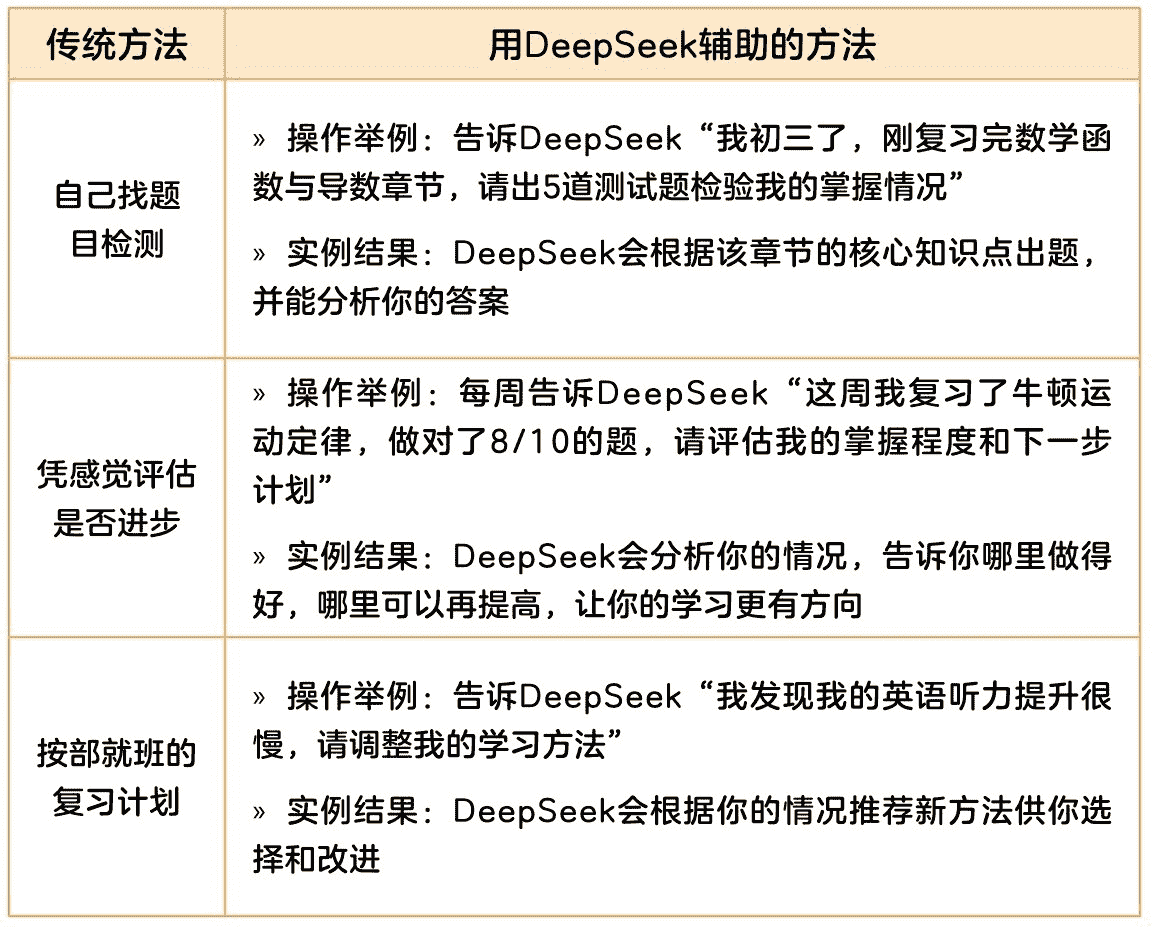 传统方法
用DeepSeek辅助的方法
自己找题
目检测
» 操作举例：告诉DeepSeek“我初三了，刚复习完数学函
数与导数章节，请出5道测试题检验我的掌握情况”
» 实例结果：DeepSeek会根据该章节的核心知识点出题，
并能分析你的答案
凭感觉评估
是否进步
» 操作举例：每周告诉DeepSeek“这周我复习了牛顿运
动定律，做对了8/10的题，请评估我的掌握程度和下一步
计划”
» 实例结果：DeepSeek会分析你的情况，告诉你哪里做得
好，哪里可以再提高，让你的学习更有方向
按部就班的
复习计划
» 操作举例：告诉DeepSeek“我发现我的英语听力提升很
慢，请调整我的学习方法”
» 实例结果：DeepSeek会根据你的情况推荐新方法供你选
择和改进